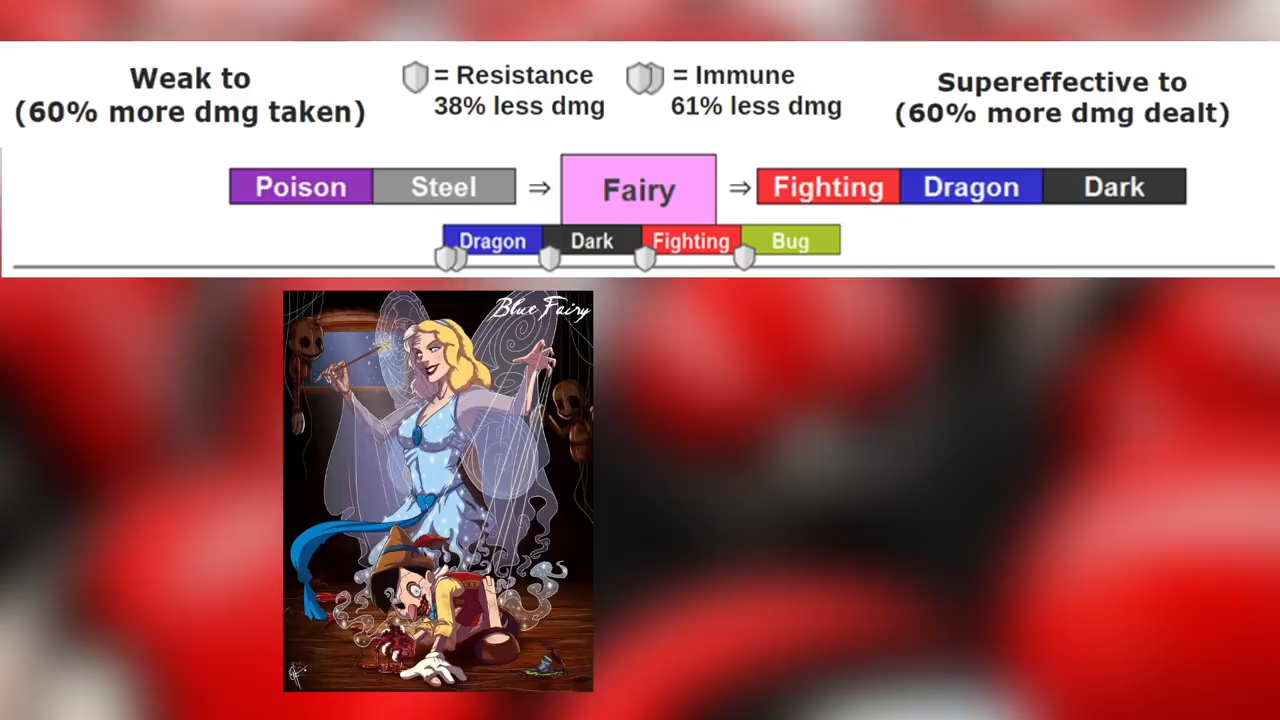 Weak to
(60% more dmg taken)
= Resistance
38% less dmg
= Immune
61% less dmg
Supereffective to
(60% more dmg dealt)
Poison Steel ⇒ Fairy ⇒ Fighting Dragon Dark
Dragon Dark Fighting Bug
Blue Fairy